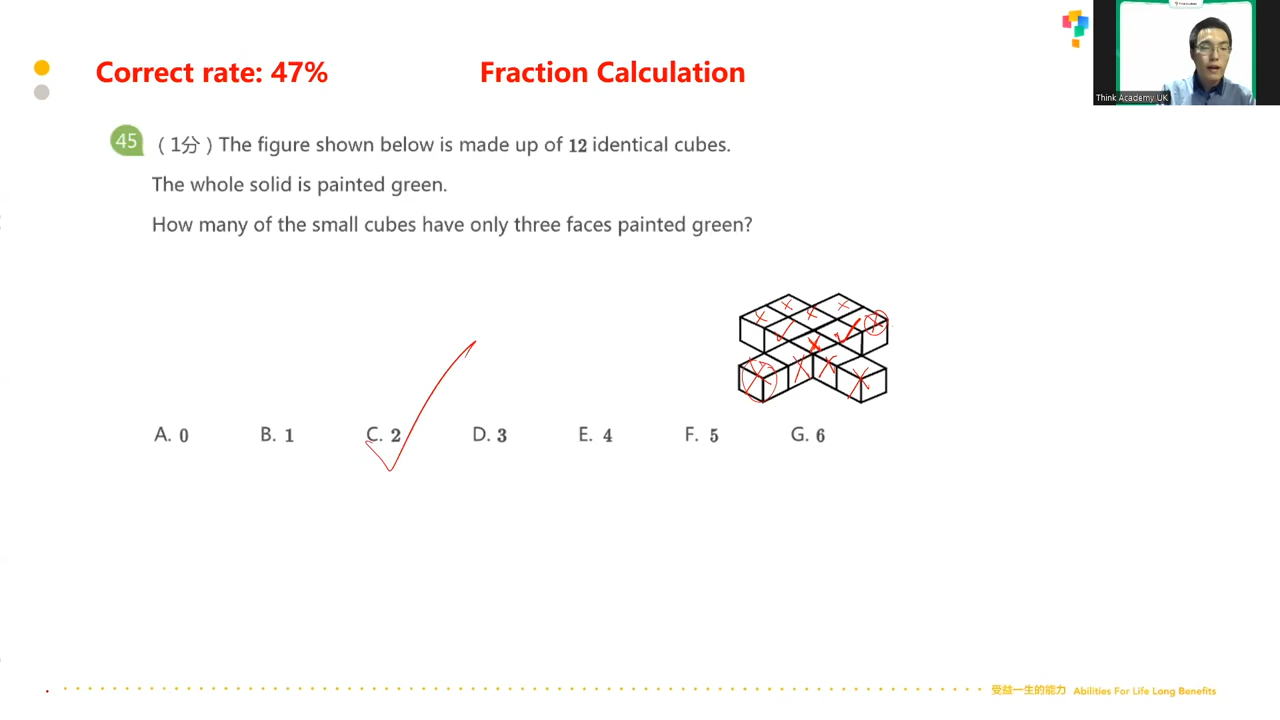 Correct rate: 47%
Fraction Calculation
45 （1分）The figure shown below is made up of 12 identical cubes.
The whole solid is painted green.
How many of the small cubes have only three faces painted green?
A. 0 B. 1 C. 2 D. 3 E. 4 F. 5 G. 6
Think Academy UK
受益一生的能力 Abilities For Life Long Benefits